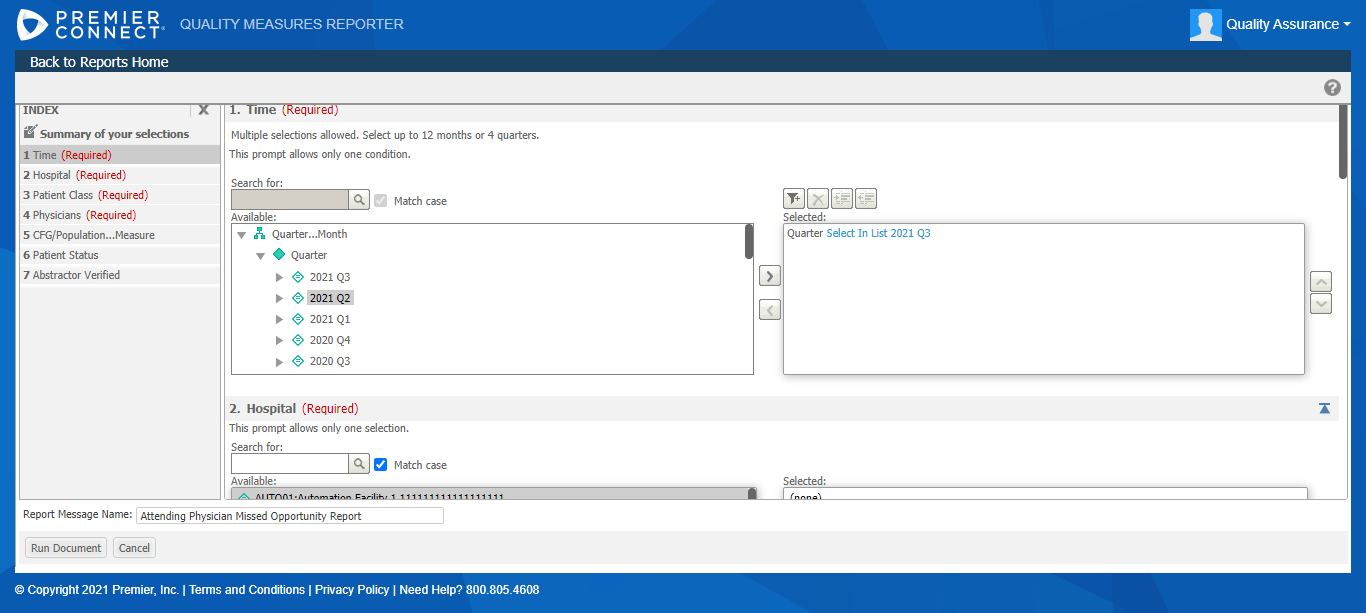 PREMIER CONNECT QUALITY MEASURES REPORTER
Quality Assurance
Back to Reports Home
INDEX
Summary of your selections
1 Time (Required)
2 Hospital (Required)
3 Patient Class (Required)
4 Physicians (Required)
5 CFG/Population...Measure
6 Patient Status
7 Abstractor Verified
1. Time (Required)
Multiple selections allowed. Select up to 12 months or 4 quarters.
This prompt allows only one condition.
Search for:
Match case
Available:
Quarter...Month
Quarter
2021 Q3
2021 Q2
2021 Q1
2020 Q4
2020 Q3
Selected:
Quarter Select In List 2021 Q3
2. Hospital (Required)
This prompt allows only one selection.
Search for:
Match case
Available:
AUTO01:Automation Facility 1
Selected:
(none)
Report Message Name: Attending Physician Missed Opportunity Report
Run Document Cancel
© Copyright 2021 Premier, Inc. | Terms and Conditions | Privacy Policy | Need Help? 800.805.4608